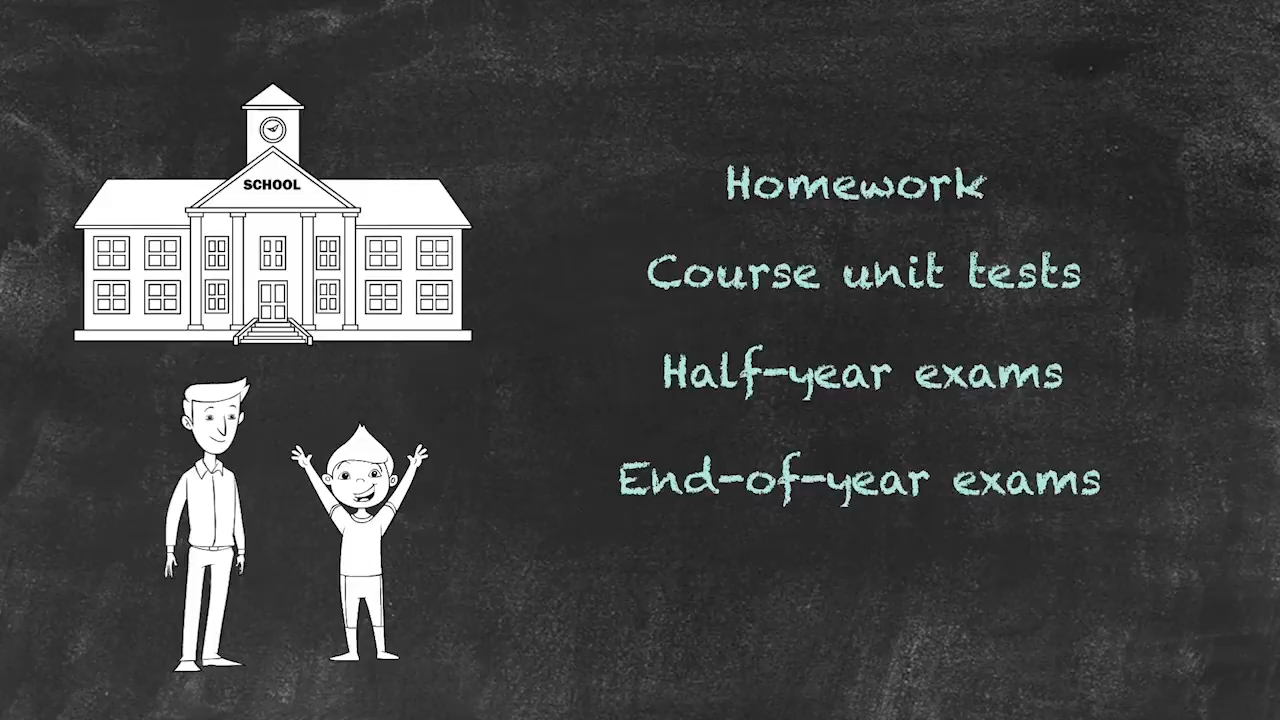 SCHOOL
Homework
Course unit tests
Half-year exams
End-of-year exams